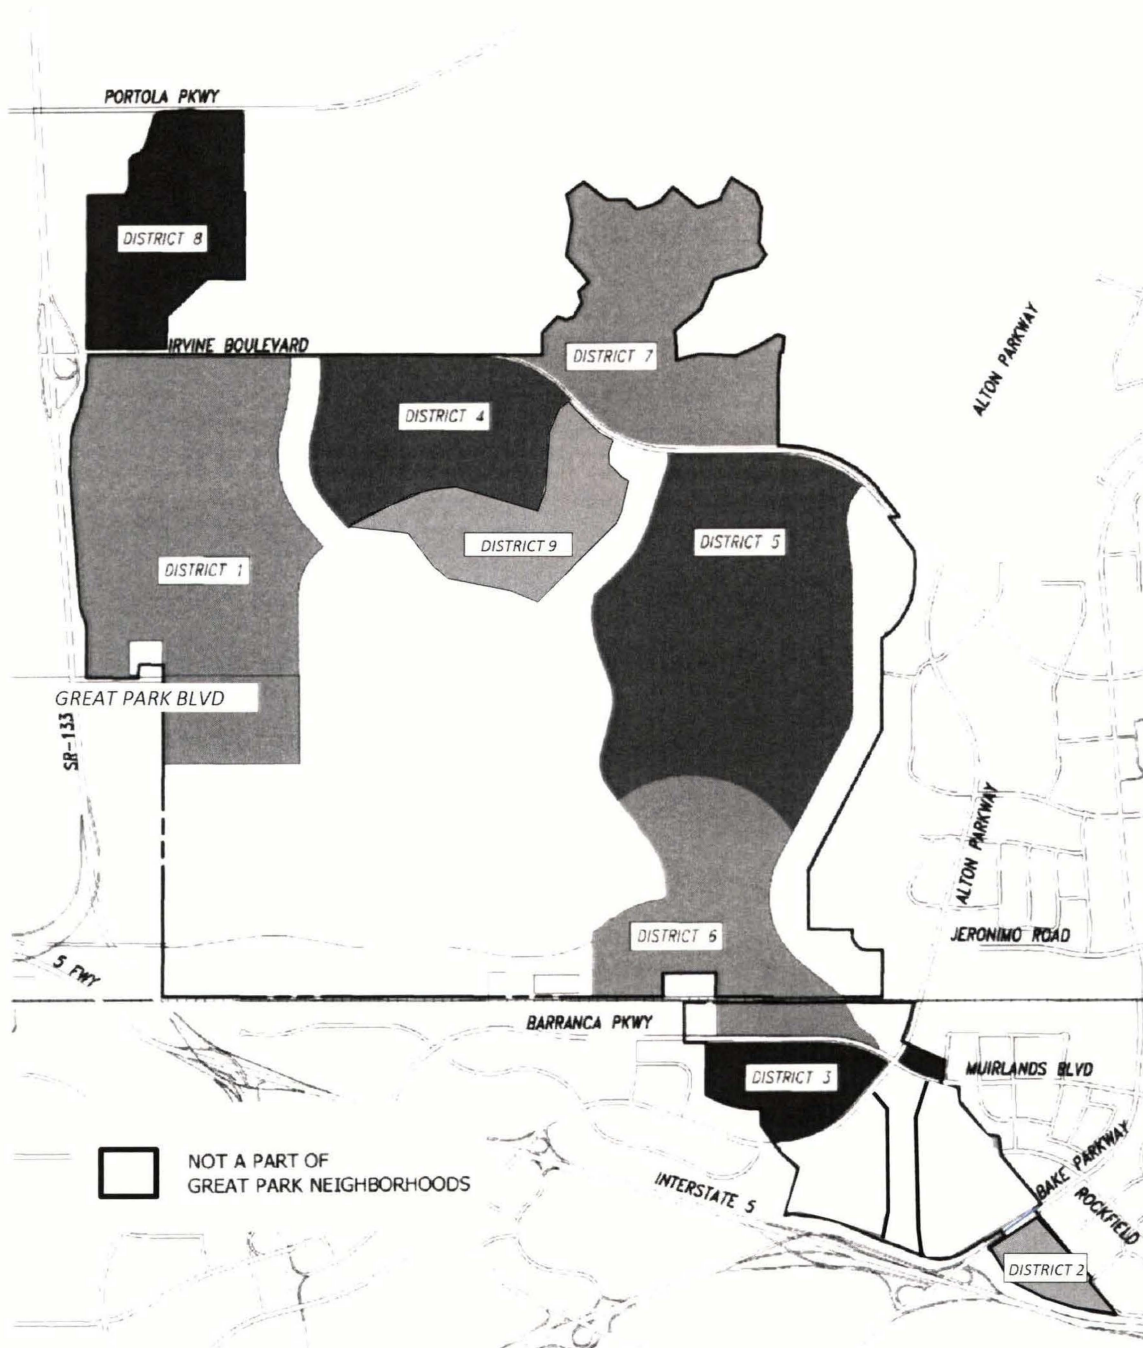 PORTOLA PKWY
DISTRICT 8
IRVINE BOULEVARD
DISTRICT 7
ALTON PARKWAY
DISTRICT 4
DISTRICT 9
DISTRICT 5
DISTRICT 1
GREAT PARK BLVD
SR-133
ALTON PARKWAY
DISTRICT 6
JERONIMO ROAD
5 FWY
BARRANCA PKWY
DISTRICT 3
MUIRLANDS BLVD
NOT A PART OF
GREAT PARK NEIGHBORHOODS
INTERSTATE 5
BAKE PARKWAY
ROCKFIELD
DISTRICT 2